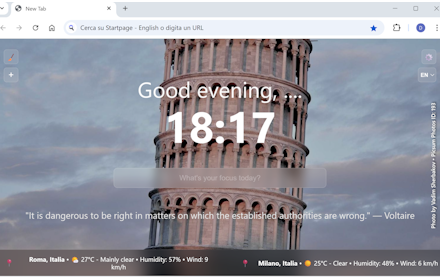 New Tab
Cerca su Startpage - English o digita un URL
D
EN
Good evening, ....
18:17
What's your focus today?
"It is dangerous to be right in matters on which the established authorities are wrong." — Voltaire
Photo by Vadim Sherbakov • Picsum Photos ID: 193
Roma, Italia • 27°C - Mainly clear • Humidity: 57% • Wind: 9
km/h
Milano, Italia • 25°C - Clear • Humidity: 48% • Wind: 6 km/h